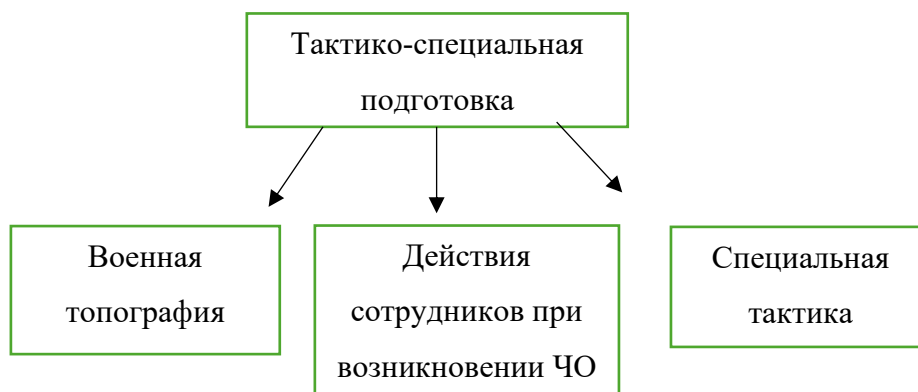 Тактико-специальная
подготовка
Военная
топография
Действия
сотрудников при
возникновении ЧО
Специальная
тактика